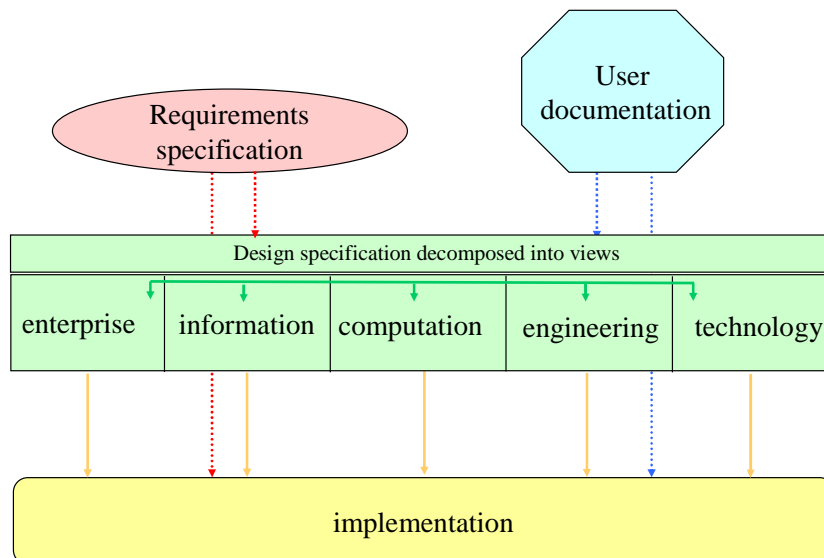 User
documentation
Requirements
specification
Design specification decomposed into views
enterprise information computation engineering technology
implementation